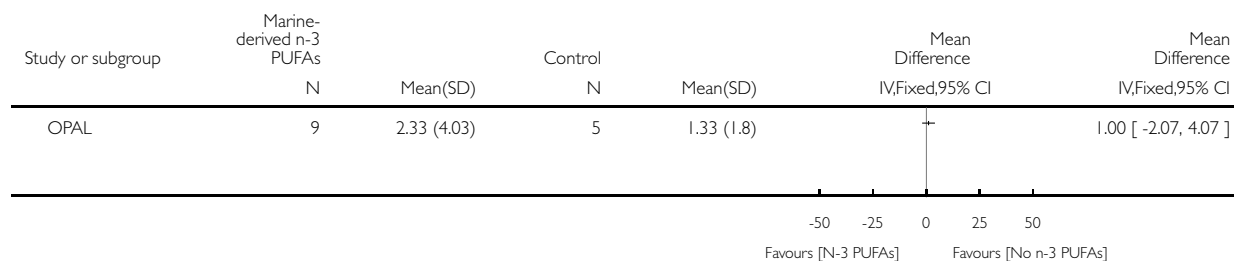 Marine-
derived n-3
PUFAs
Study or subgroup Control Mean Difference Mean Difference
N Mean(SD) N Mean(SD) IV,Fixed,95% CI IV,Fixed,95% CI
OPAL 9 2.33 (4.03) 5 1.33 (1.8) 1.00 [ -2.07, 4.07 ]
-50 -25 0 25 50
Favours [N-3 PUFAs] Favours [No n-3 PUFAs]